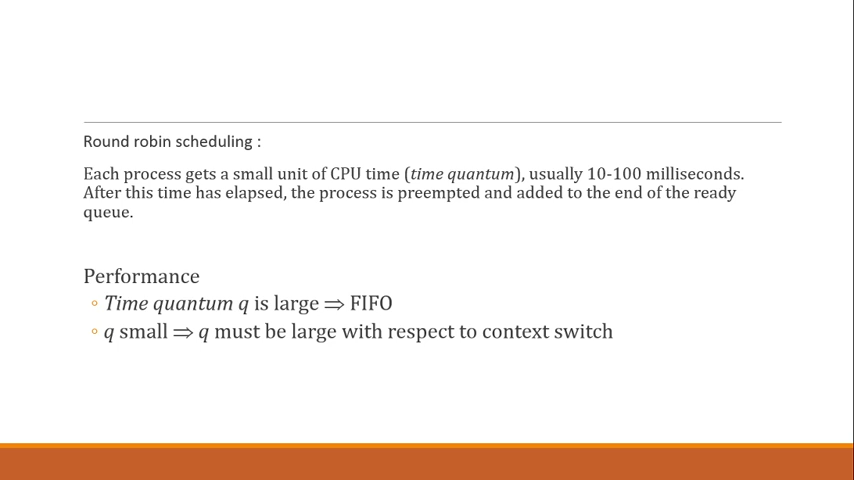 Round robin scheduling :
Each process gets a small unit of CPU time (time quantum), usually 10-100 milliseconds.
After this time has elapsed, the process is preempted and added to the end of the ready
queue.
Performance
◦ Time quantum q is large ⇒ FIFO
◦ q small ⇒ q must be large with respect to context switch